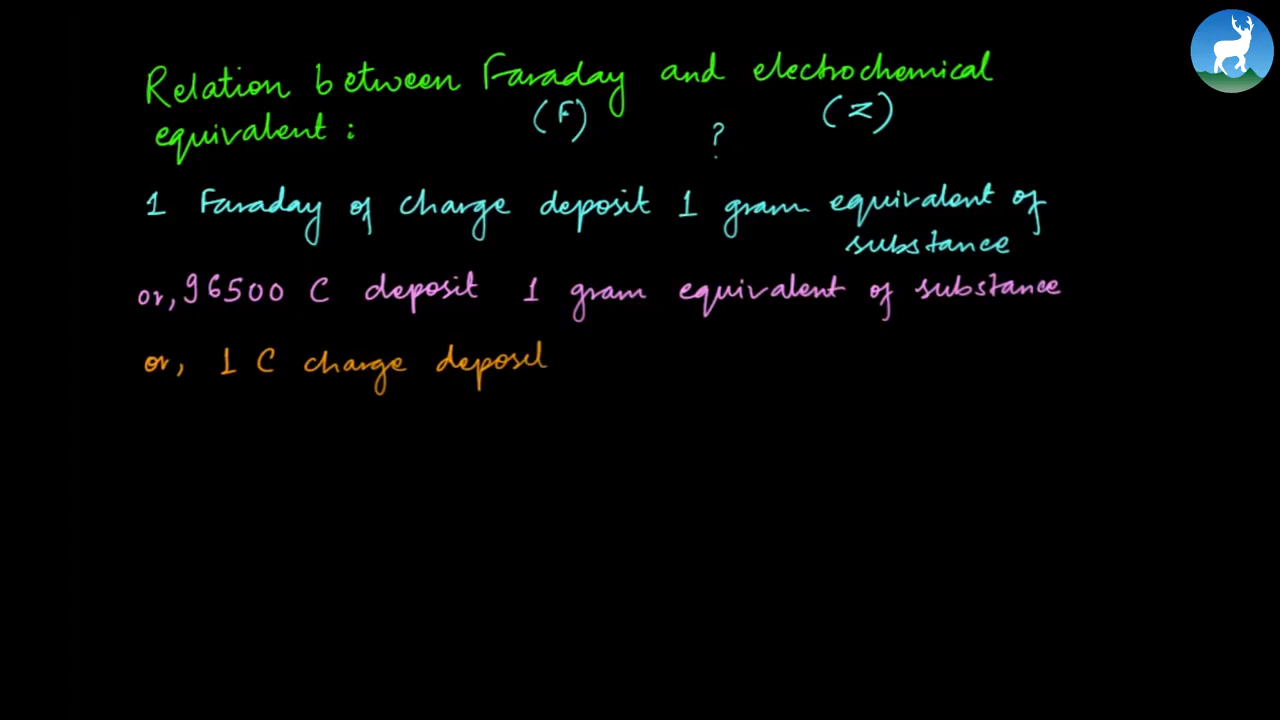 Relation between Faraday and electrochemical
(F) ? (Z)
equivalent :
1 Faraday of charge deposit 1 gram equivalent of
substance
or, 96500 C deposit 1 gram equivalent of substance
or, 1 C charge deposit